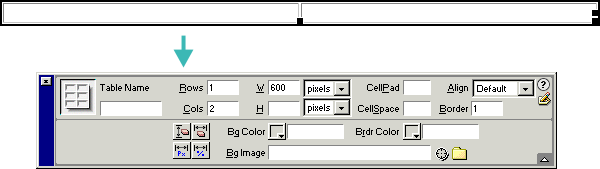 Table Name Rows 1 W 600 pixels CellPad Align Default
Cols 2 H pixels CellSpace Border 1
Bg Color Brdr Color
Bg Image